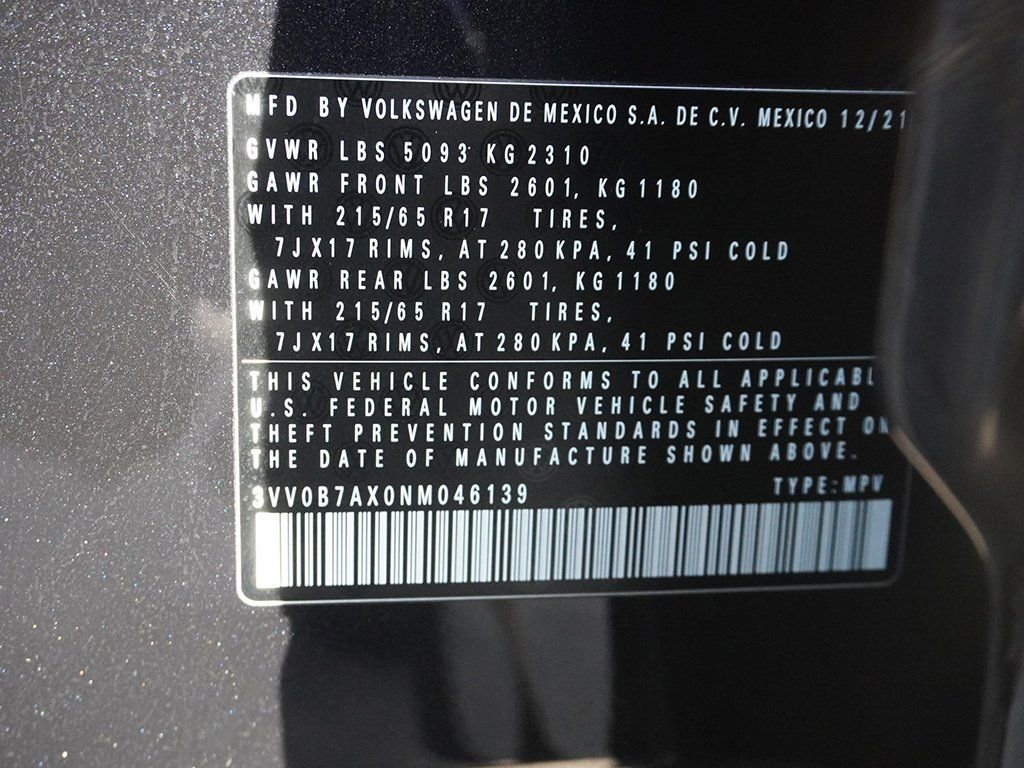 MFD BY VOLKSWAGEN DE MEXICO S.A. DE C.V. MEXICO 12/21
GVWR LBS 5093 KG 2310
GAWR FRONT LBS 2601, KG 1180
WITH 215/65 R17 TIRES,
7JX17 RIMS, AT 280 KPA, 41 PSI COLD
GAWR REAR LBS 2601, KG 1180
WITH 215/65 R17 TIRES,
7JX17 RIMS, AT 280 KPA, 41 PSI COLD
THIS VEHICLE CONFORMS TO ALL APPLICABL
U.S. FEDERAL MOTOR VEHICLE SAFETY AND
THEFT PREVENTION STANDARDS IN EFFECT ON
THE DATE OF MANUFACTURE SHOWN ABOVE.
3VV0B7AX0NM046139 TYPE:MPV